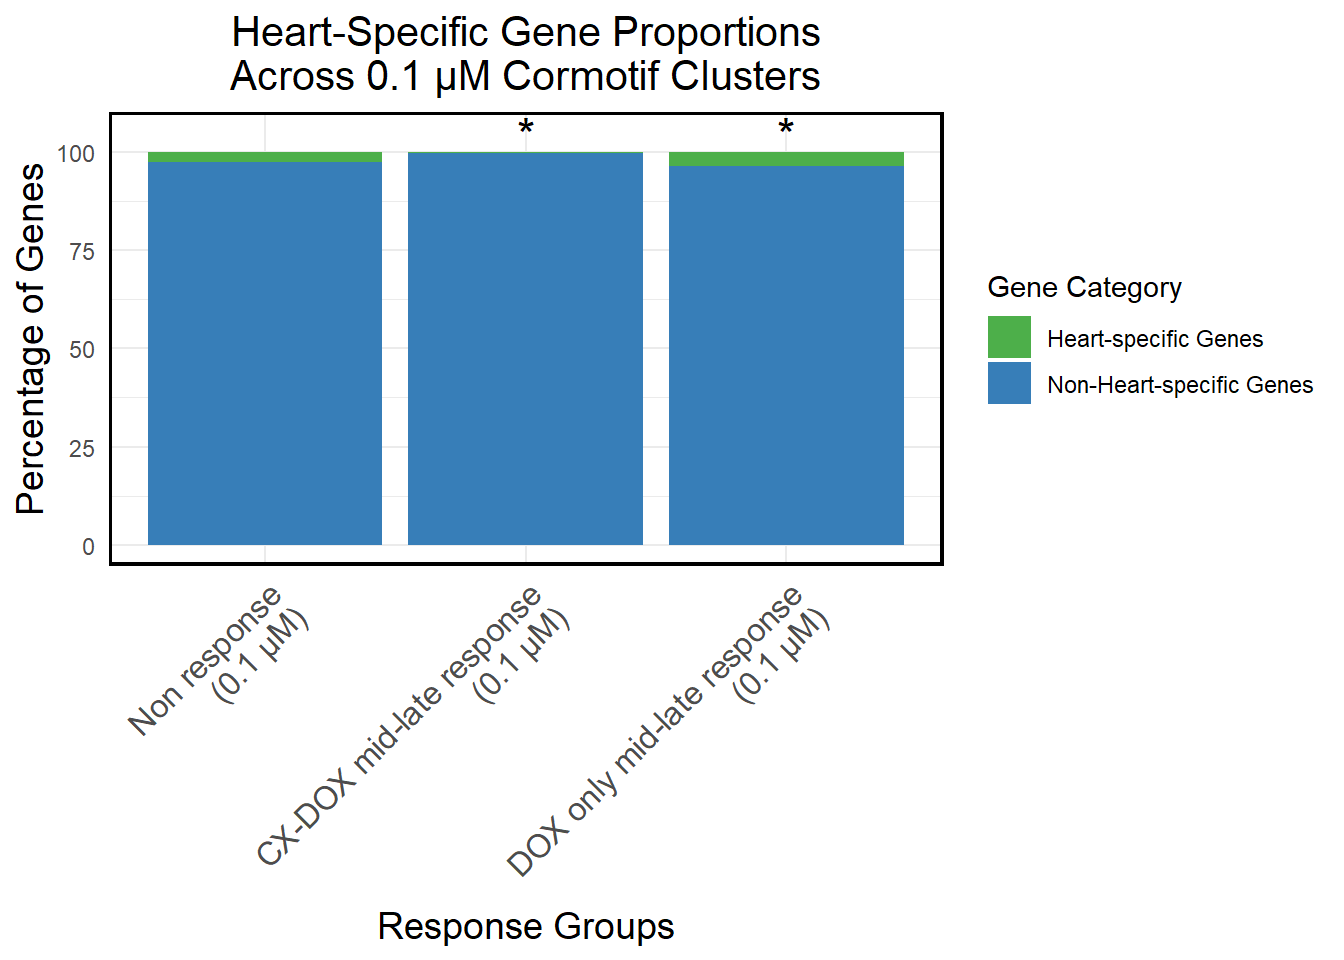 Heart-Specific Gene Proportions
Across 0.1 µM Cormotif Clusters
*
*
Percentage of Genes
100
75
50
25
0
Non response
(0.1 µM)
CX-DOX mid-late response
(0.1 µM)
DOX only mid-late response
(0.1 µM)
Response Groups
Gene Category
Heart-specific Genes
Non-Heart-specific Genes